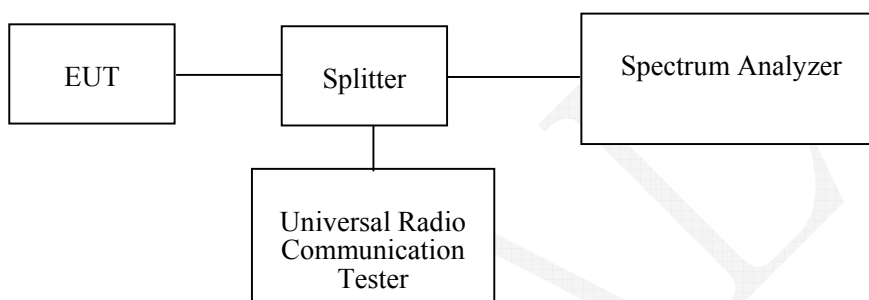 EUT
Splitter
Spectrum Analyzer
Universal Radio
Communication
Tester